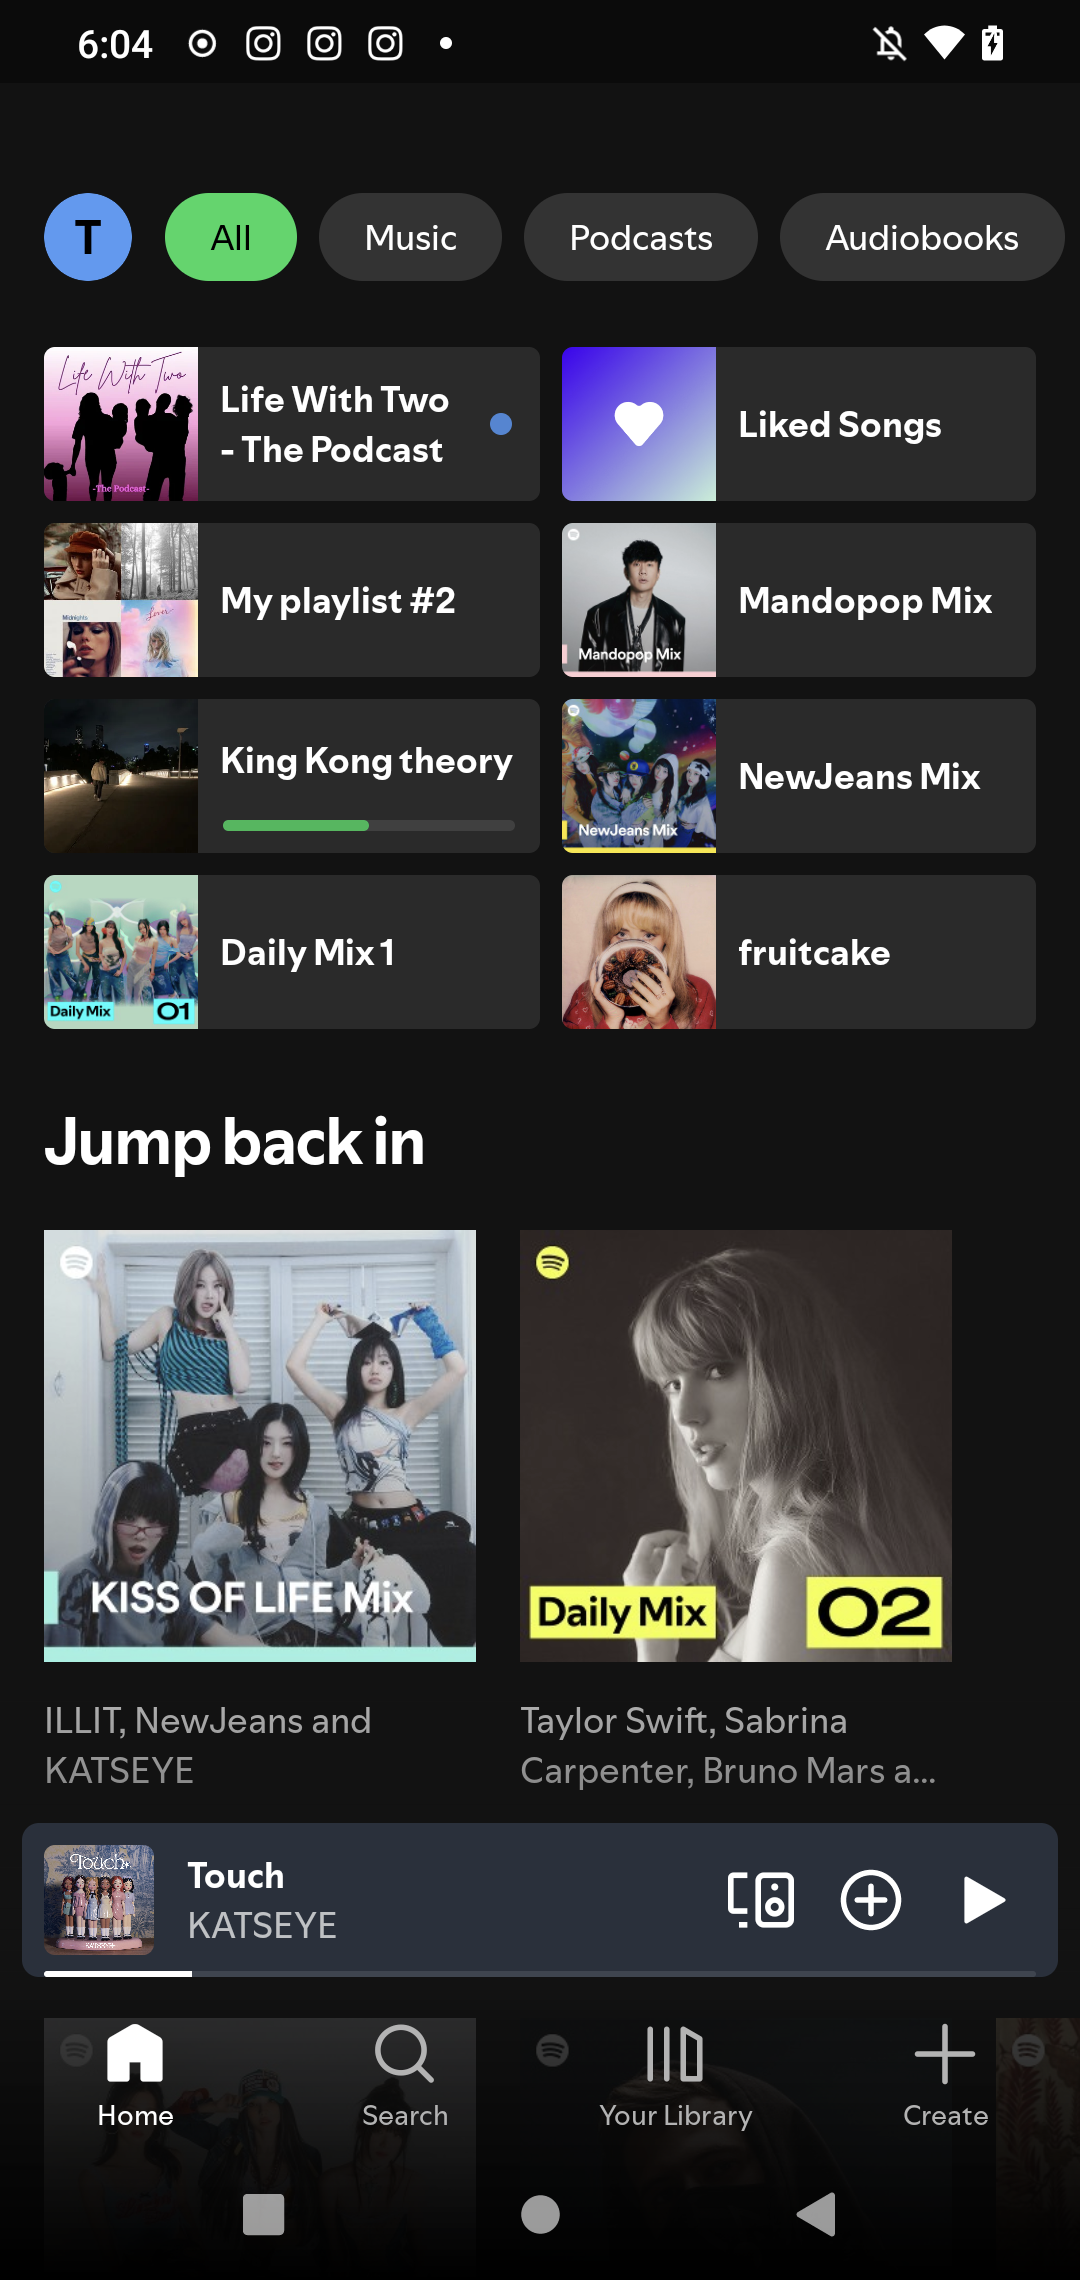 6:04
T
All
Music
Podcasts
Audiobooks
Life With Two
-The Podcast-
Life With Two
- The Podcast
Liked Songs
Midnights
Lover
My playlist #2
Mandopop Mix
Mandopop Mix
King Kong theory
NewJeans Mix
NewJeans Mix
Daily Mix
01
Daily Mix 1
fruitcake
Jump back in
KISS OF LIFE Mix
Daily Mix
02
ILLIT, NewJeans and
KATSEYE
Taylor Swift, Sabrina
Carpenter, Bruno Mars a...
Touch
Touch
KATSEYE
Home
Search
Your Library
Create